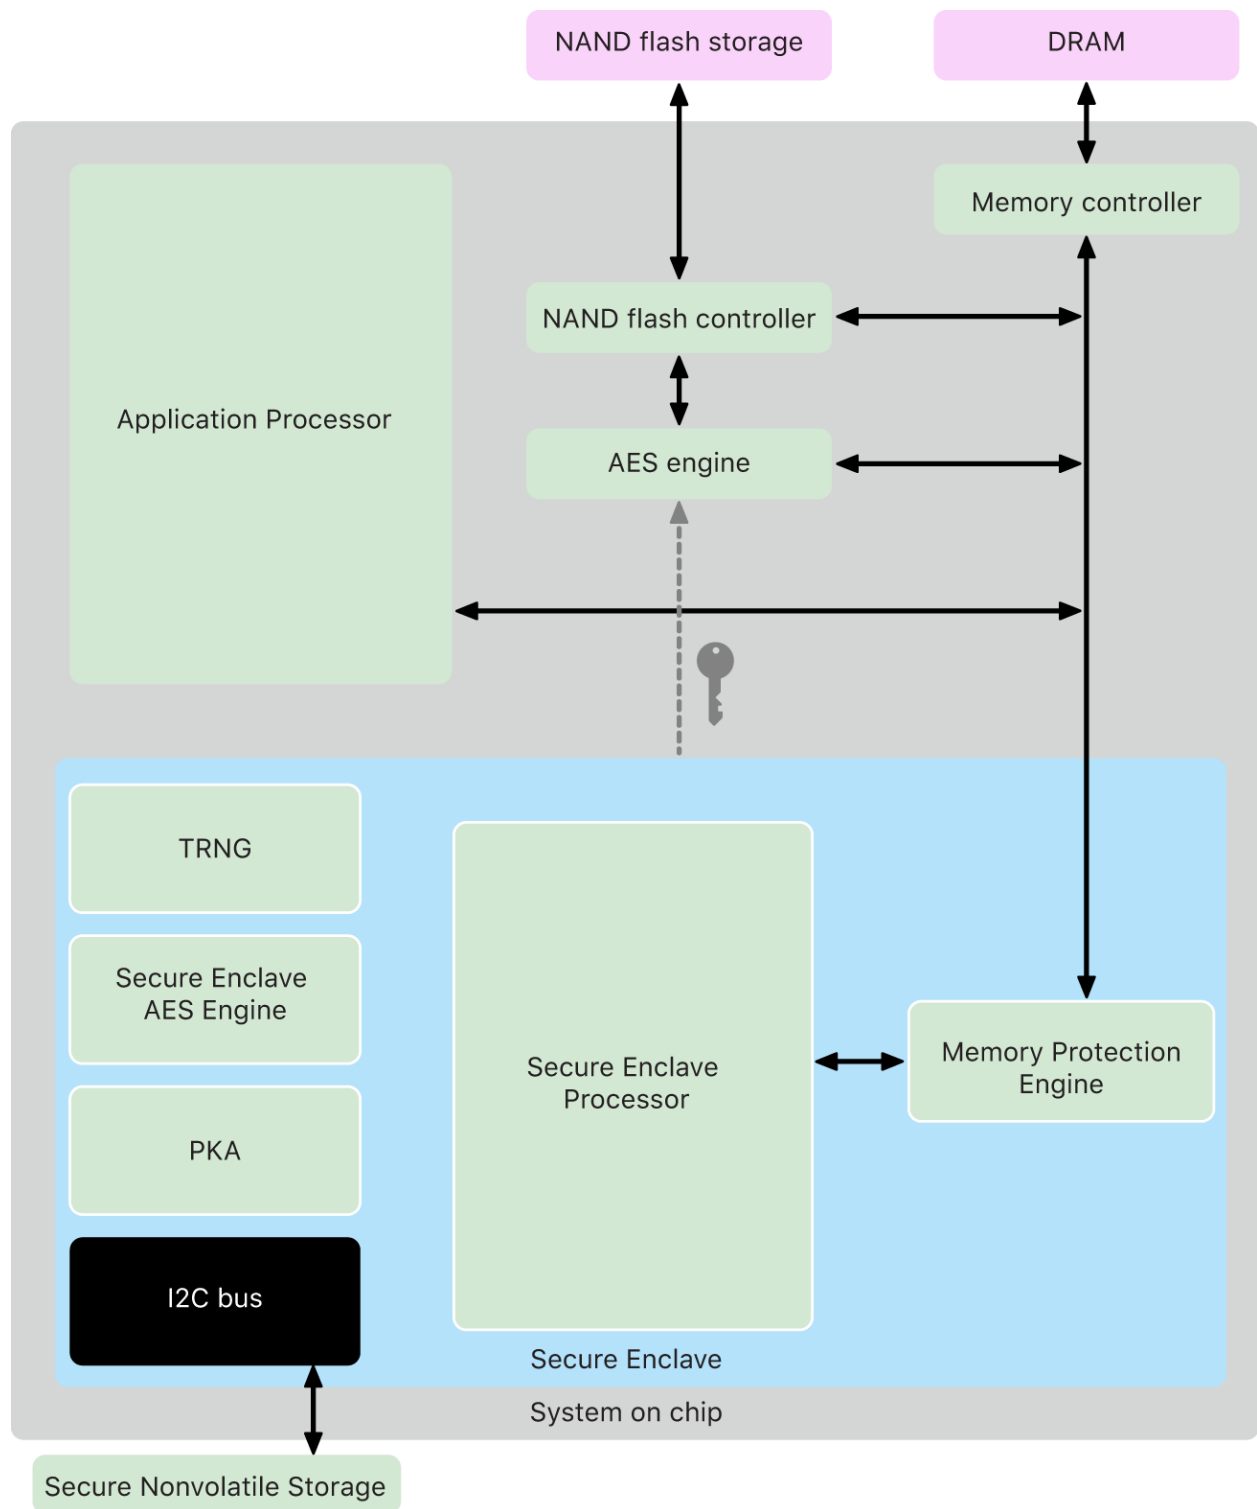 NAND flash storage
DRAM
Memory controller
NAND flash controller
Application Processor
AES engine
TRNG
Secure Enclave
AES Engine
Secure Enclave
Processor
Memory Protection
Engine
PKA
I2C bus
Secure Enclave
System on chip
Secure Nonvolatile Storage